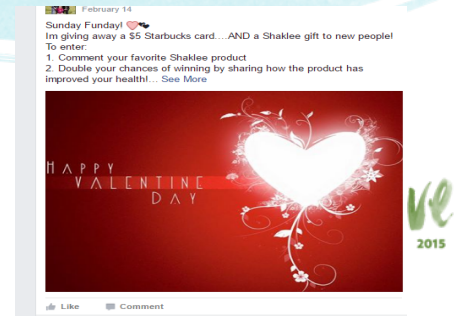 February 14
Sunday Funday!
Im giving away a $5 Starbucks card....AND a Shaklee gift to new people!
To enter:
1. Comment your favorite Shaklee product
2. Double your chances of winning by sharing how the product has
improved your health!... See More
HAPPY
VALENTINE
DAY
ve
2015
Like Comment